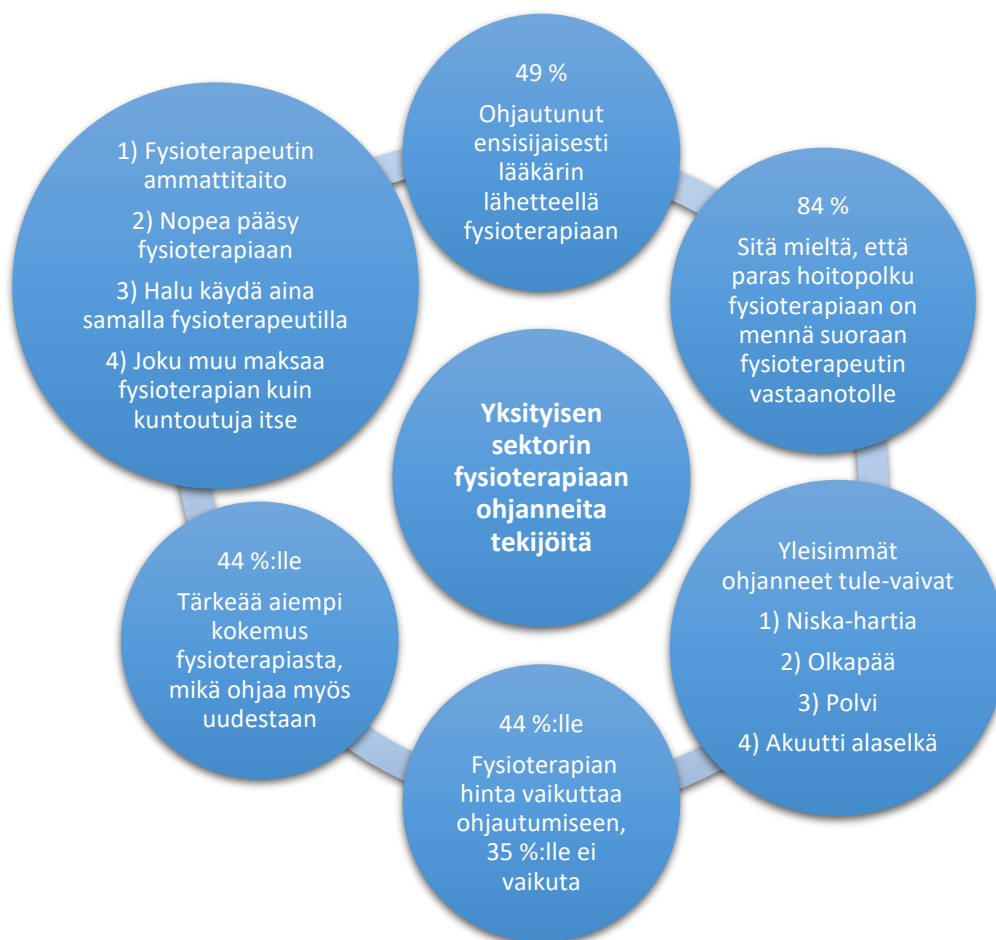 49 %
Ohjautunut
ensisijaisesti
lääkärin
lähetteellä
fysioterapiaan
84 %
Sitä mieltä, että
paras hoitopolku
fysioterapiaan on
mennä suoraan
fysioterapeutin
vastaanotolle
Yleisimmät
ohjanneet tule-vaivat
1) Niska-hartia
2) Olkapää
3) Polvi
4) Akuutti alaselkä
44 %:lle
Fysioterapian
hinta vaikuttaa
ohjautumiseen,
35 %:lle ei
vaikuta
44 %:lle
Tärkeää aiempi
kokemus
fysioterapiasta,
mikä ohjaa myös
uudestaan
1) Fysioterapeutin
ammattitaito
2) Nopea pääsy
fysioterapiaan
3) Halu käydä aina
samalla fysioterapeutilla
4) Joku muu maksaa
fysioterapian kuin
kuntoutuja itse
Yksityisen
sektorin
fysioterapiaan
ohjanneita
tekijöitä